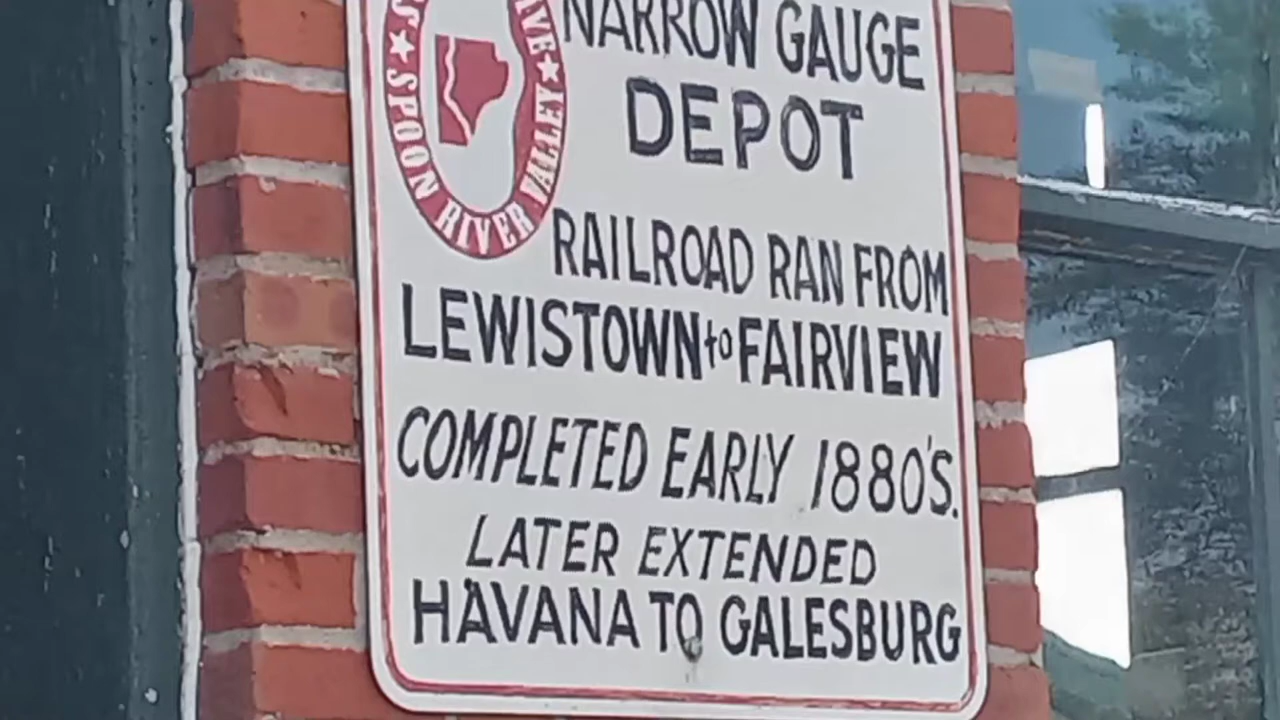 NARROW GAUGE
DEPOT
SPOON RIVER VALLEY
RAILROAD RAN FROM
LEWISTOWN to FAIRVIEW
COMPLETED EARLY 1880'S.
LATER EXTENDED
HAVANA TO GALESBURG